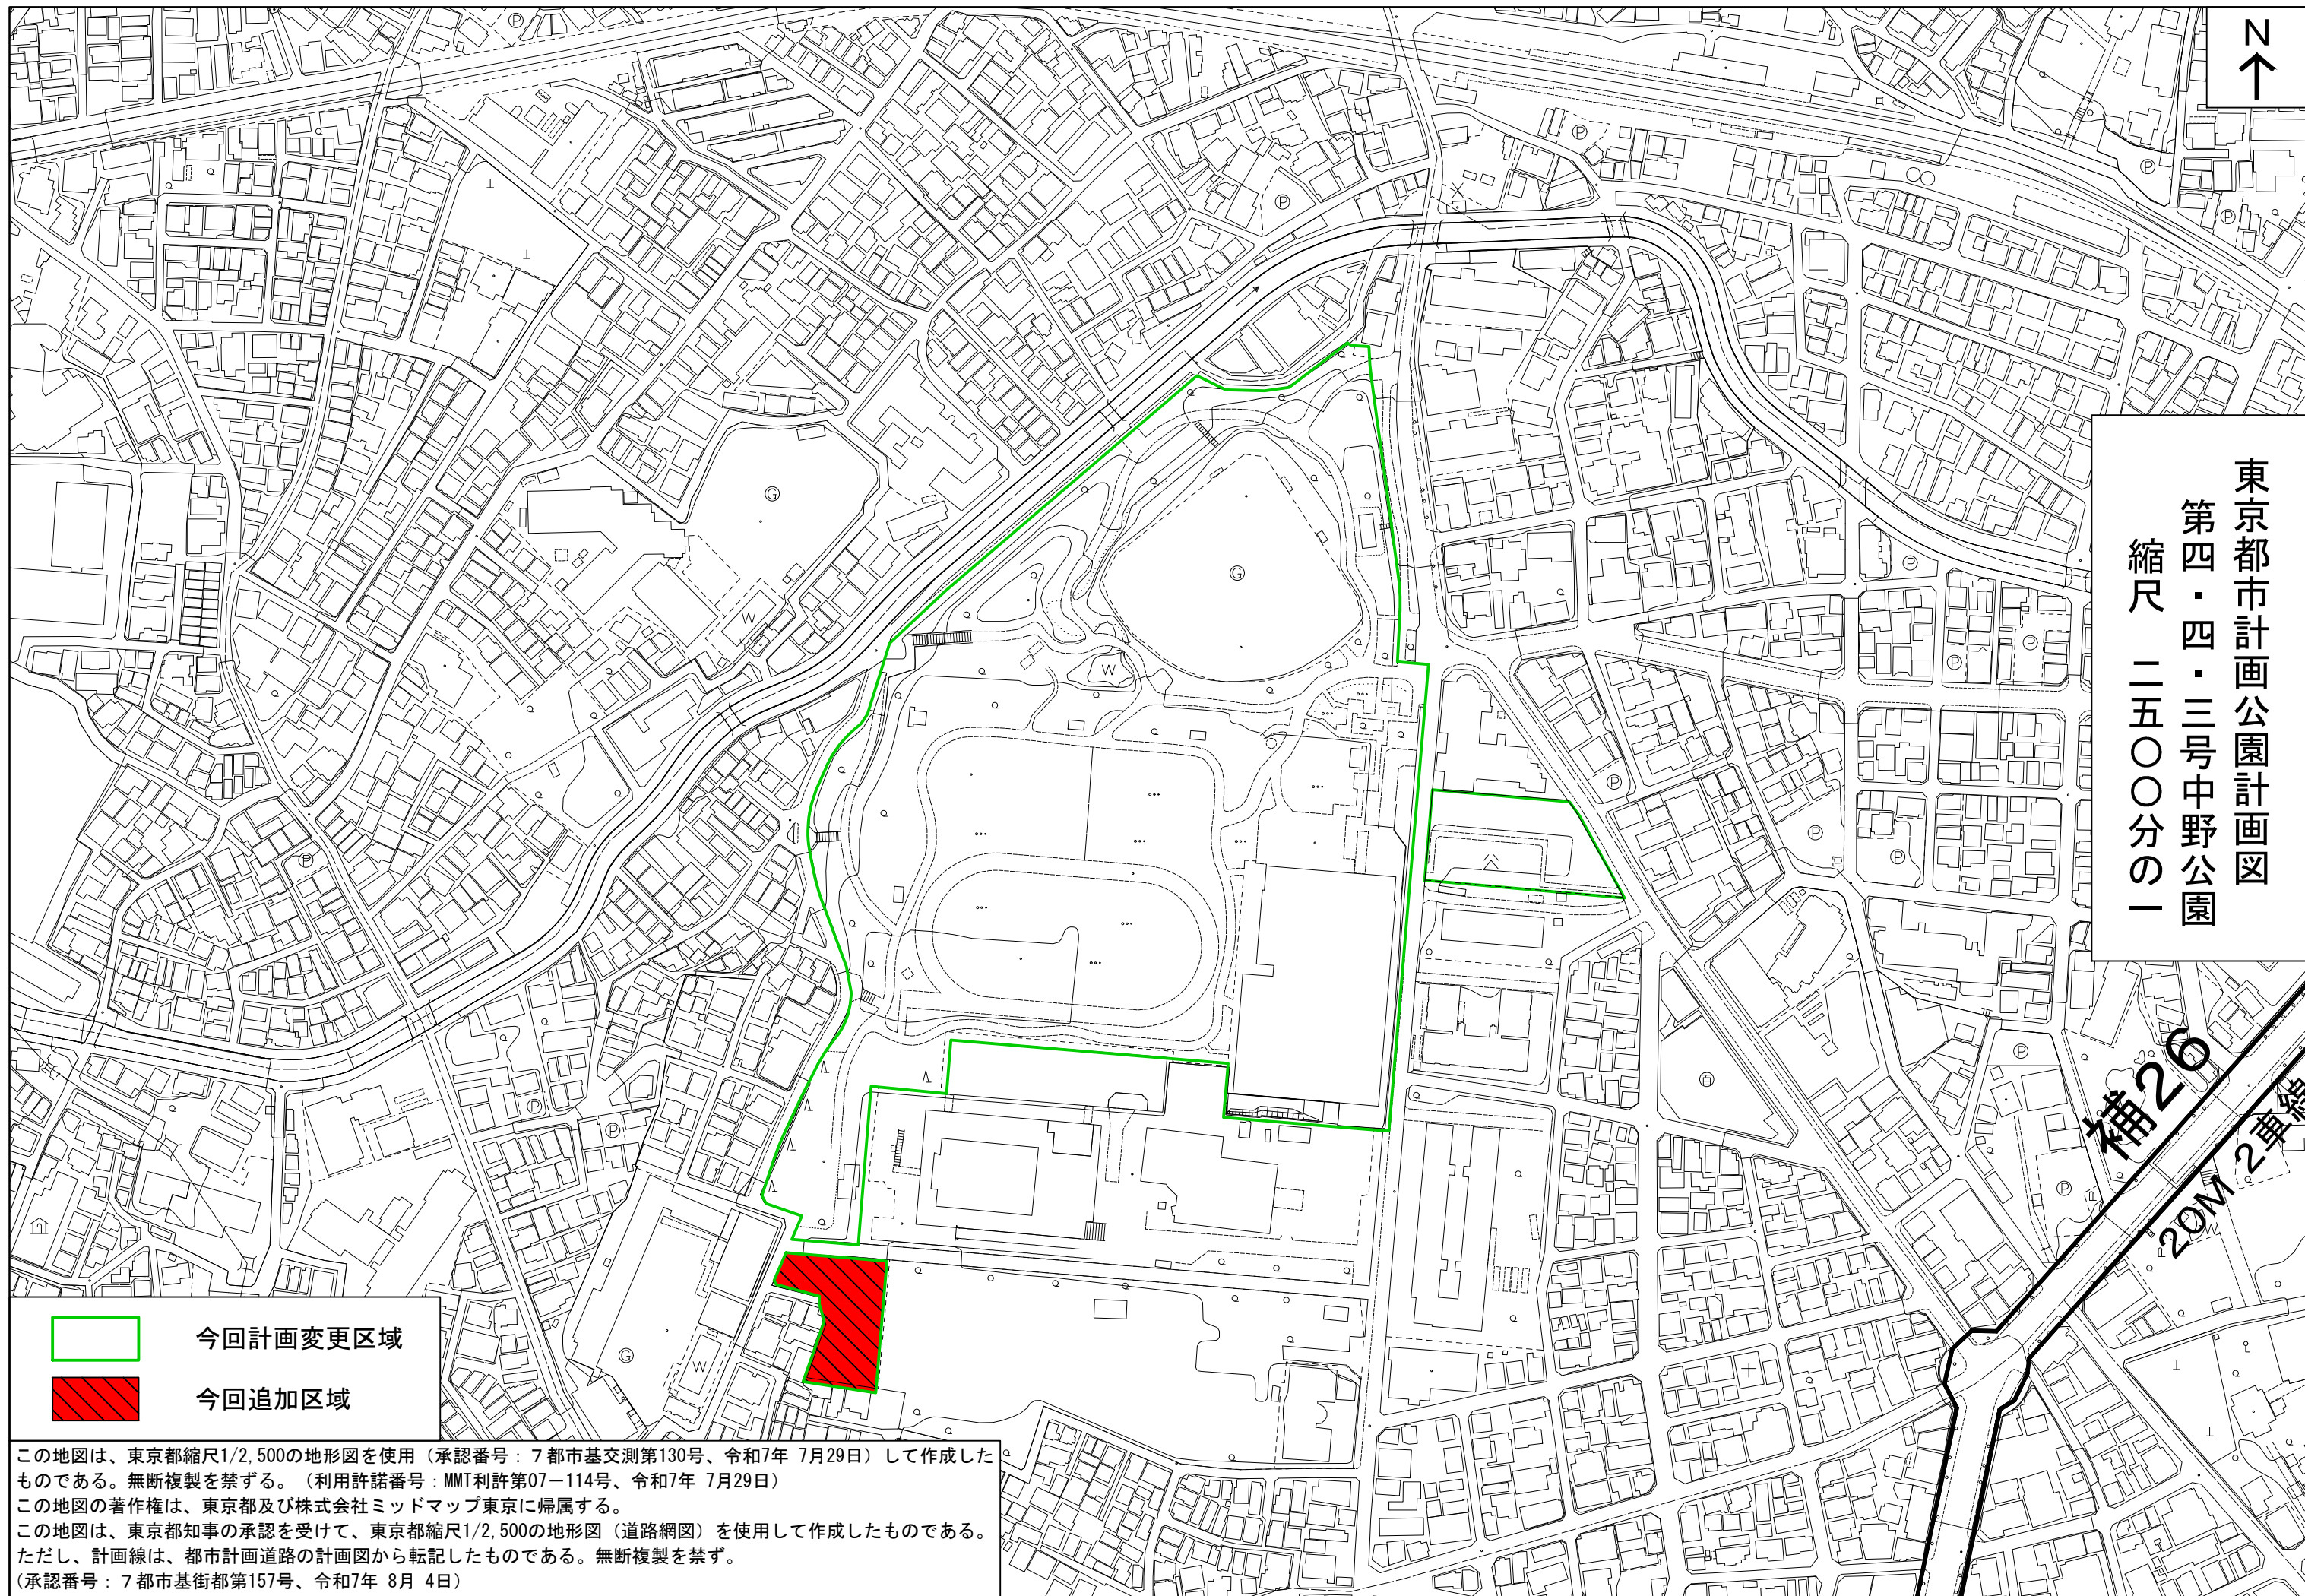 N
東京都市計画公園計画図
第四・四・三号中野公園
縮尺　二五〇〇分の一
補26
20M 2車線
今回計画変更区域
今回追加区域
この地図は、東京都縮尺1/2,500の地形図を使用（承認番号：７都市基交測第130号、令和7年 7月29日）して作成した
ものである。無断複製を禁ずる。（利用許諾番号：MMT利許第07－114号、令和7年 7月29日）
この地図の著作権は、東京都及び株式会社ミッドマップ東京に帰属する。
この地図は、東京都知事の承認を受けて、東京都縮尺1/2,500の地形図（道路網図）を使用して作成したものである。
ただし、計画線は、都市計画道路の計画図から転記したものである。無断複製を禁ず。
(承認番号：７都市基街都第157号、令和7年 8月 4日)